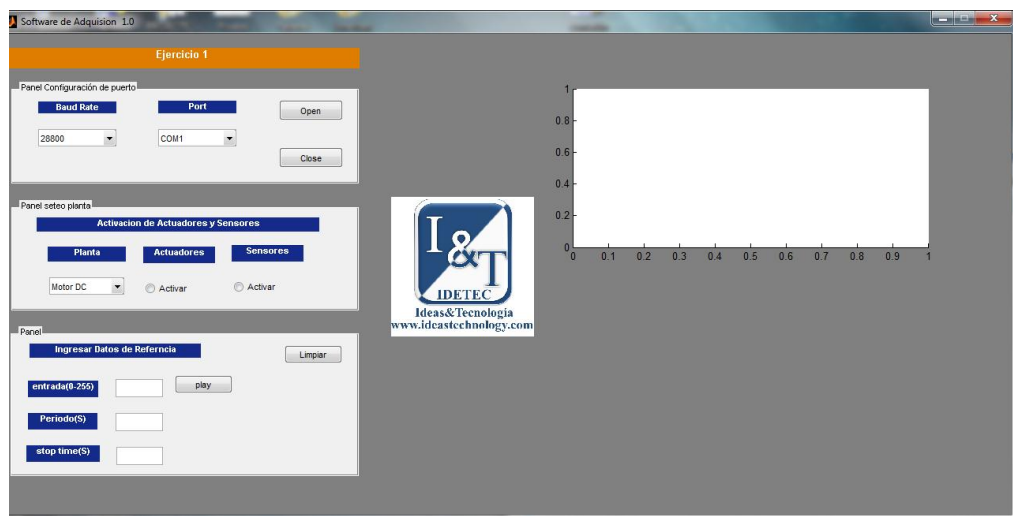 Software de Adquision 1.0
Ejercicio 1
Panel Configuración de puerto
Baud Rate
Port
Open
28800
COM1
Close
Panel seteo planta
Activacion de Actuadores y Sensores
Planta
Actuadores
Sensores
Motor DC
Activar
Activar
Panel
Ingresar Datos de Referncia
Limpiar
entrada(0-255)
play
Periodo(S)
stop time(S)
I&T
IDETEC
Ideas&Tecnología
www.ideastechnology.com
1
0.8
0.6
0.4
0.2
0
0 0.1 0.2 0.3 0.4 0.5 0.6 0.7 0.8 0.9 1